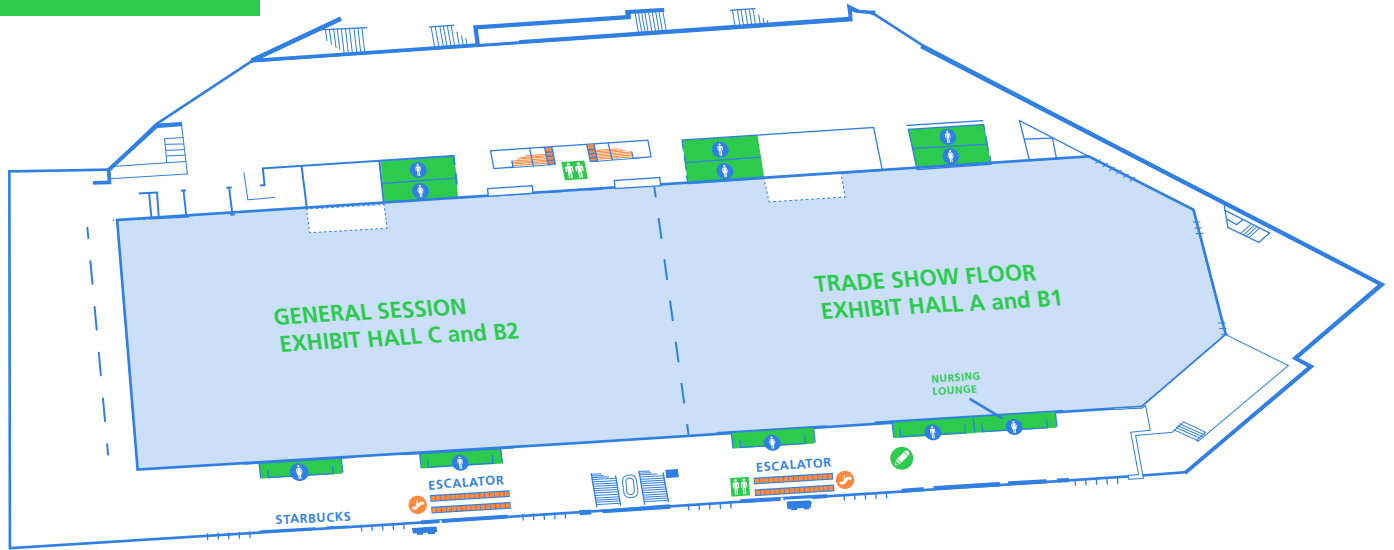 GENERAL SESSION
EXHIBIT HALL C and B2
TRADE SHOW FLOOR
EXHIBIT HALL A and B1
NURSING
LOUNGE
ESCALATOR
ESCALATOR
STARBUCKS